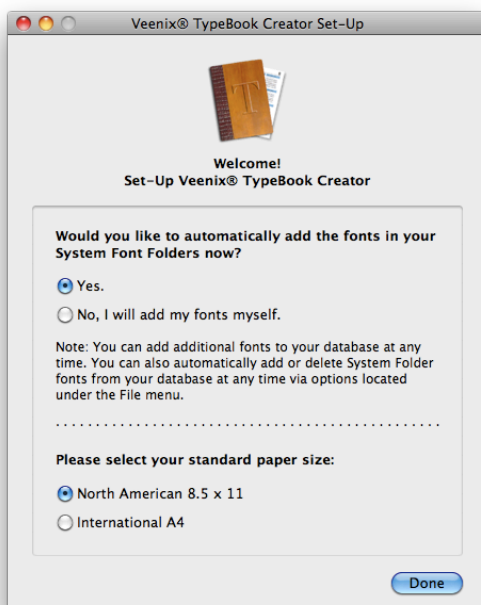 Veenix® TypeBook Creator Set-Up
T
Welcome!
Set-Up Veenix® TypeBook Creator
Would you like to automatically add the fonts in your
System Font Folders now?
Yes.
No, I will add my fonts myself.
Note: You can add additional fonts to your database at any
time. You can also automatically add or delete System Folder
fonts from your database at any time via options located
under the File menu.
Please select your standard paper size:
North American 8.5 x 11
International A4
Done